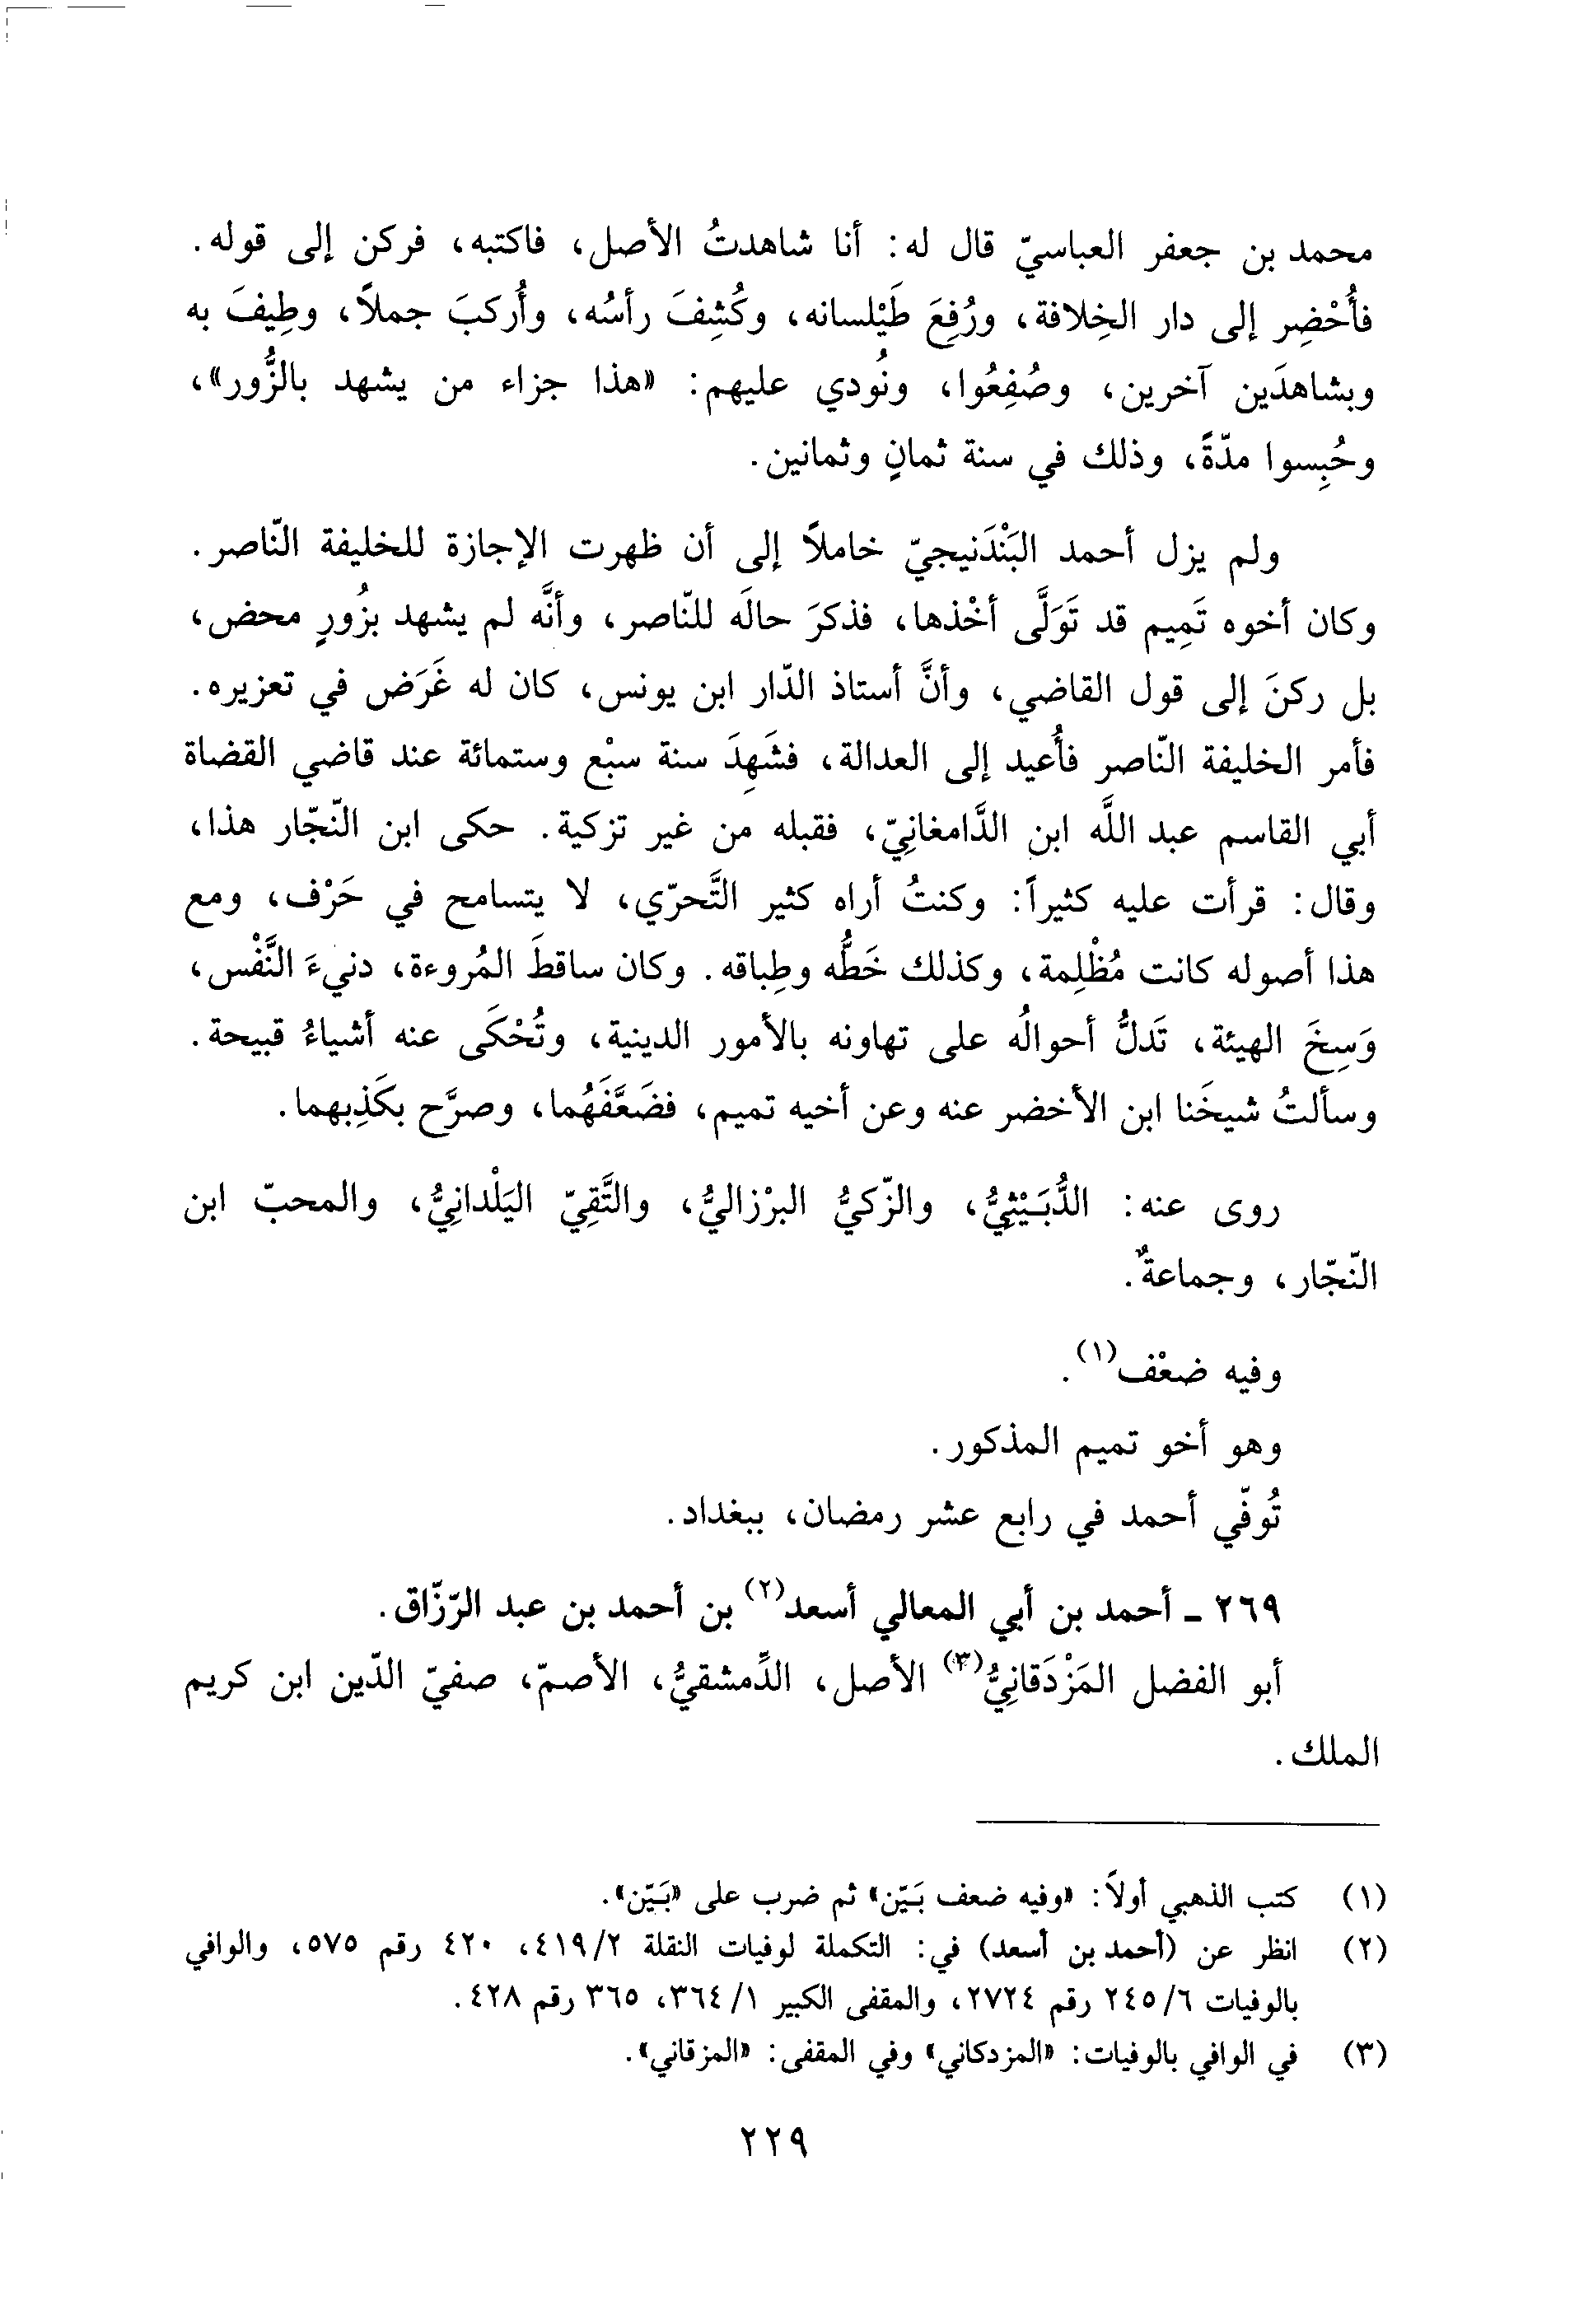 محمد بن جعفر العباسيّ قال له: أنا شاهدتُ الأصل، فاكتبه، فركن إلى قوله.
فأُحْضِر إلى دار الخِلافة، ورُفِعَ طَيْلسانه، وكُشِفَ رأسُه، وأُركبَ جملاً، وطِيفَ به
وبشاهدَين آخرين، وصُفِعُوا، ونُودي عليهم: «هذا جزاء من يشهد بالزُّور»،
وحُبِسوا مدّةً، وذلك في سنة ثمانٍ وثمانين.
ولم يزل أحمد البَنْدَنيجيّ خاملاً إلى أن ظهرت الإجازة للخليفة النّاصر.
وكان أخوه تَمِيم قد تَوَلَّى أخْذها، فذكرَ حالَه للنّاصر، وأنَّه لم يشهد بزُورٍ محض،
بل ركنَ إلى قول القاضي، وأنَّ أستاذ الدّار ابن يونس، كان له غَرَض في تعزيره.
فأمر الخليفة النّاصر فأُعيد إلى العدالة، فشَهِدَ سنة سبْع وستمائة عند قاضي القضاة
أبي القاسم عبد اللَّه ابن الدَّامغانِيّ، فقبله من غير تزكية. حكى ابن النّجّار هذا،
وقال: قرأت عليه كثيراً: وكنتُ أراه كثير التَّحرّي، لا يتسامح في حَرْف، ومع
هذا أصوله كانت مُظْلِمة، وكذلك خَطُّه وطِباقه. وكان ساقطَ المُروءة، دنيءَ النَّفْس،
وَسِخَ الهيئة، تَدلُّ أحوالُه على تهاونه بالأمور الدينية، وتُحْكَى عنه أشياءُ قبيحة.
وسألتُ شيخَنا ابن الأخضر عنه وعن أخيه تميم، فضَعَّفَهُما، وصرَّح بكَذِبهما.
روى عنه: الدُّبَيْثِيُّ، والزّكيُّ البرْزاليُّ، والتَّقِيّ اليَلْدانِيُّ، والمحبّ ابن
النّجّار، وجماعةٌ.
وفيه ضعْف(١).
وهو أخو تميم المذكور.
تُوفّي أحمد في رابع عشر رمضان، ببغداد.
٢٦٩ ـ أحمد بن أبي المعالي أسعد(٢) بن أحمد بن عبد الرّزّاق.
أبو الفضل المَزْدَقانِيُّ(٣) الأصل، الدِّمشقيُّ، الأصمّ، صفيّ الدّين ابن كريم
الملك.
(١) كتب الذهبي أولاً: «وفيه ضعف بَيّن» ثم ضرب على «بَيّن».
(٢) انظر عن (أحمد بن أسعد) في: التكملة لوفيات النقلة ٢/ ٤١٩، ٤٢٠ رقم ٥٧٥، والوافي
بالوفيات ٦/ ٢٤٥ رقم ٢٧٢٤، والمقفى الكبير ١/ ٣٦٤، ٣٦٥ رقم ٤٢٨.
(٣) في الوافي بالوفيات: «المزدكاني» وفي المقفى: «المزقاني».
٢٢٩